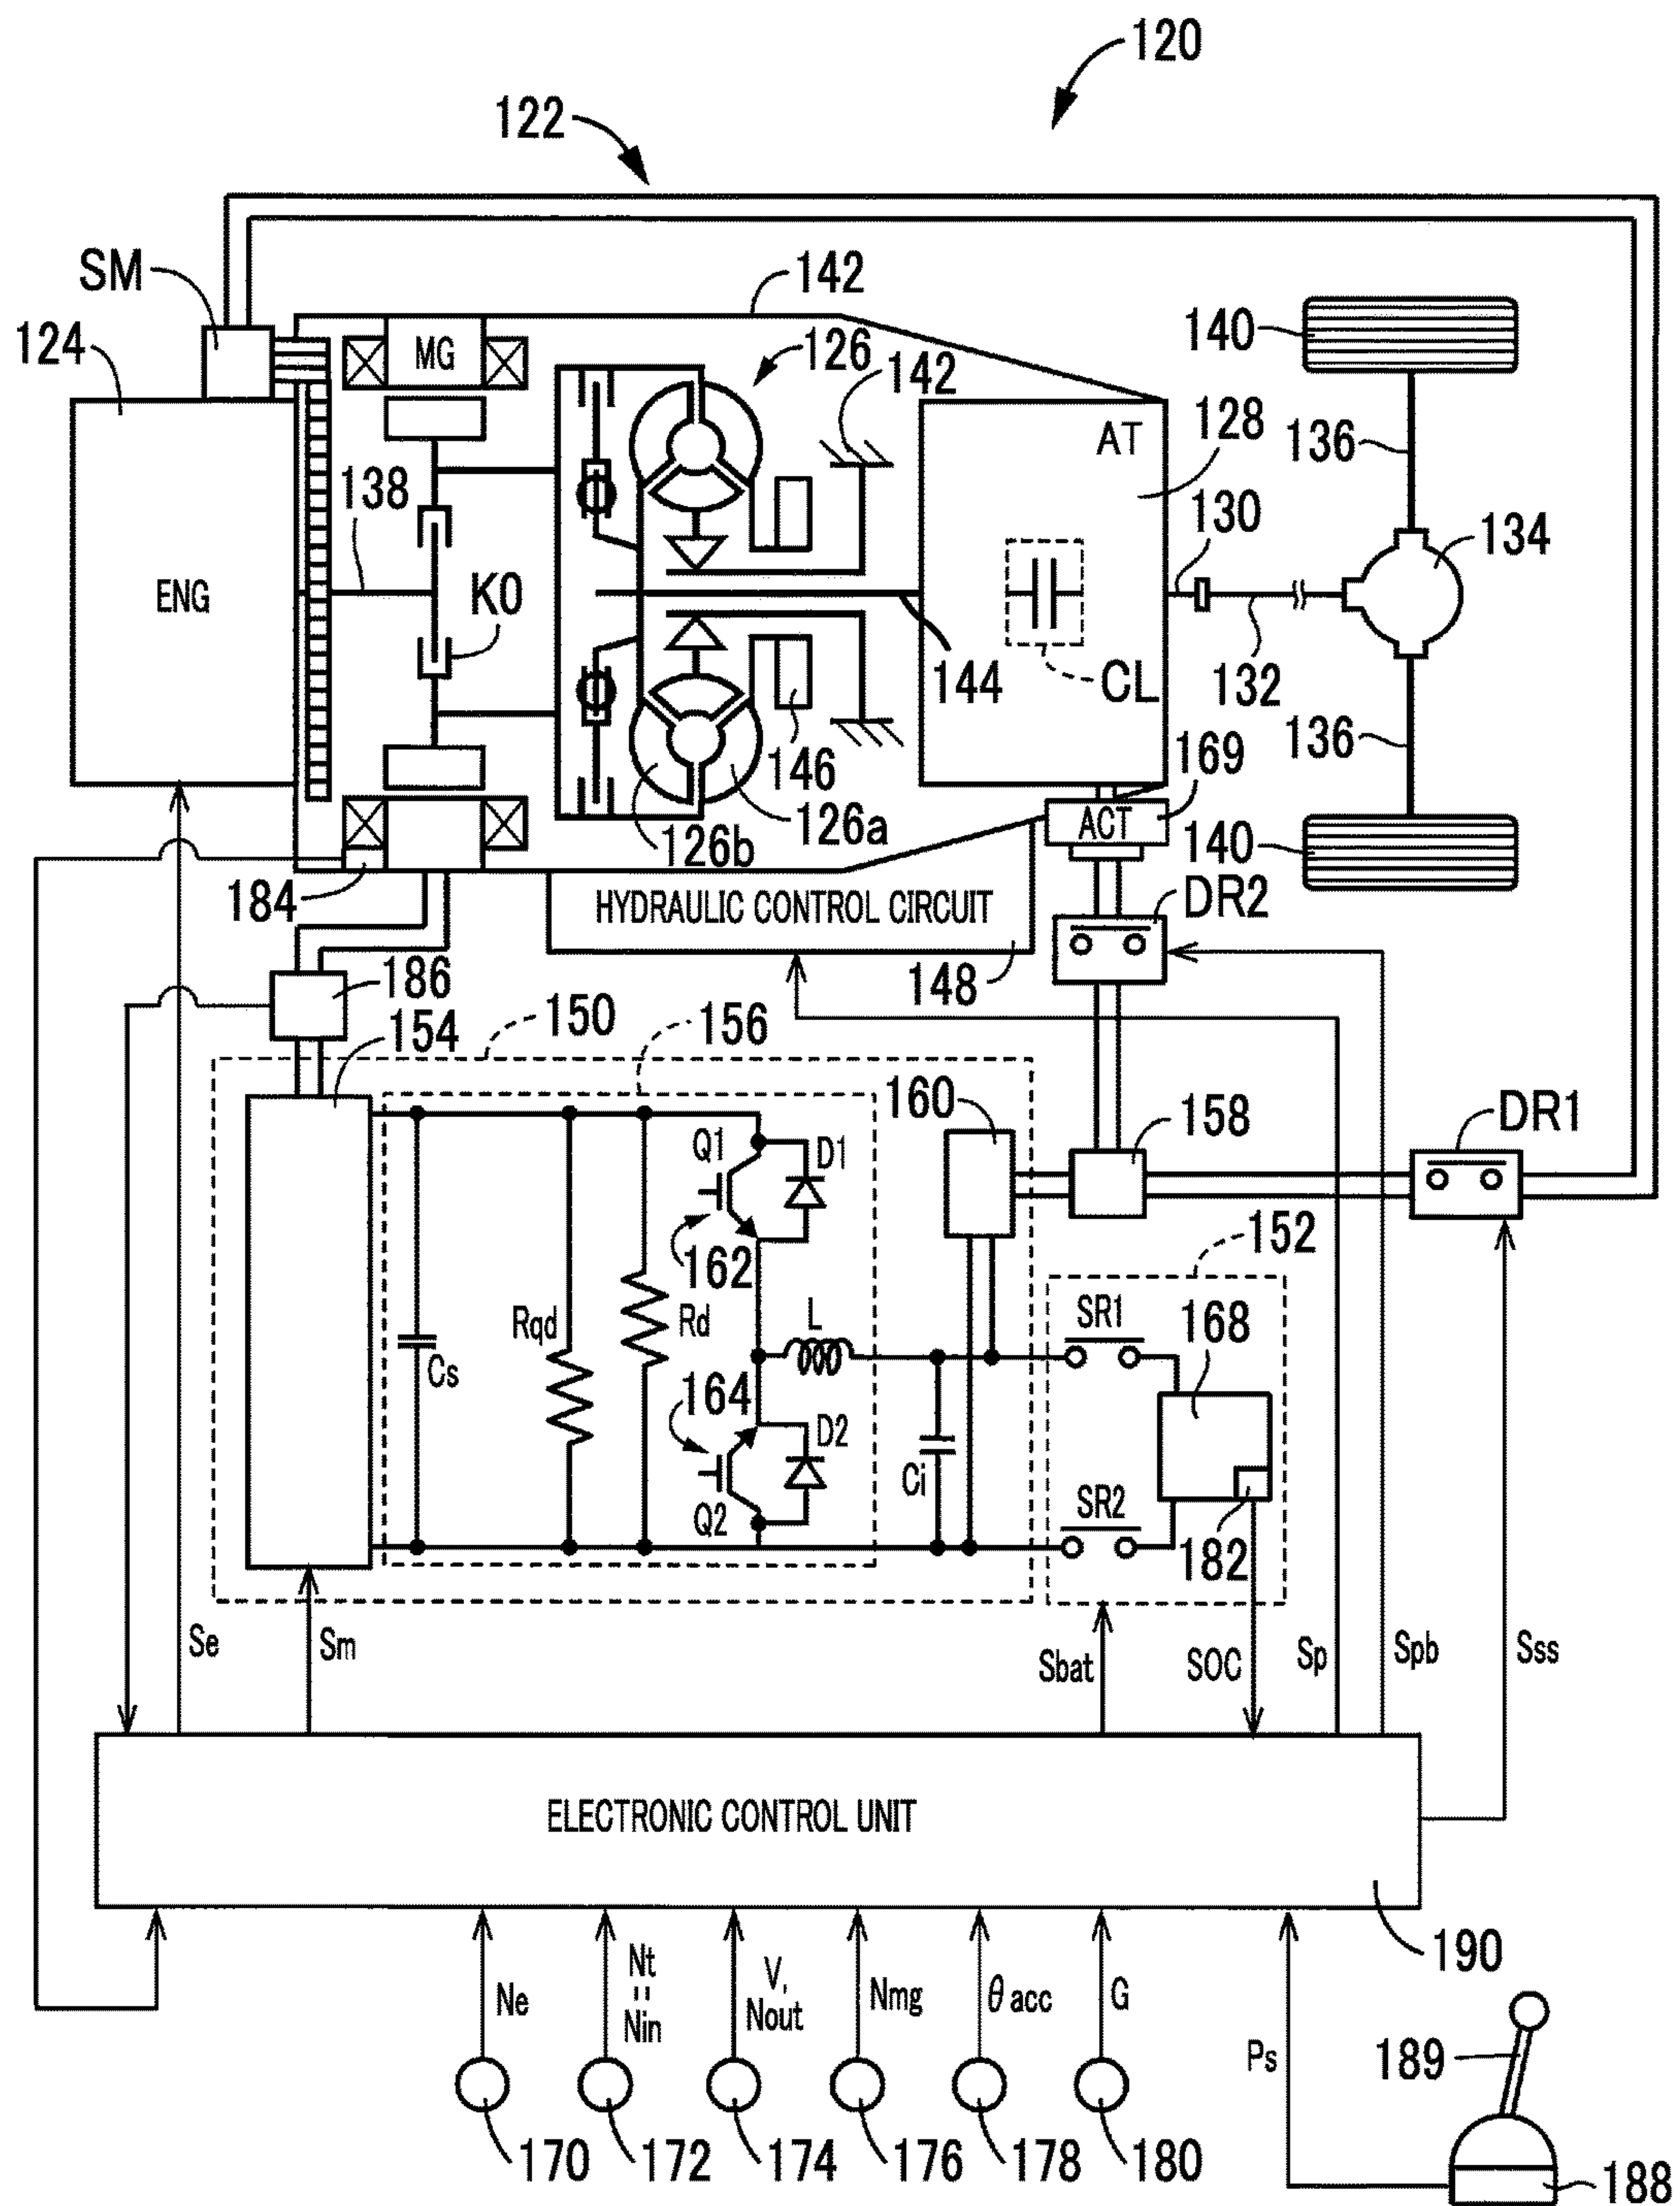 120
122
SM
142
124
MG
126
142
140
AT
128
136
138
130
134
ENG
K0
144
CL
132
146
169
136
126a
ACT
126b
140
184
DR2
HYDRAULIC CONTROL CIRCUIT
186
148
150
156
154
160
158
DR1
Q1
D1
162
152
Rqd
Rd
L
SR1
168
Cs
164
D2
Ci
SR2
Q2
182
Se
Sm
Sbat
SOC
Sp
Spb
Sss
ELECTRONIC CONTROL UNIT
190
Ne
Nt
=
Nin
V,
Nout
Nmg
θacc
G
Ps
189
170
172
174
176
178
180
188